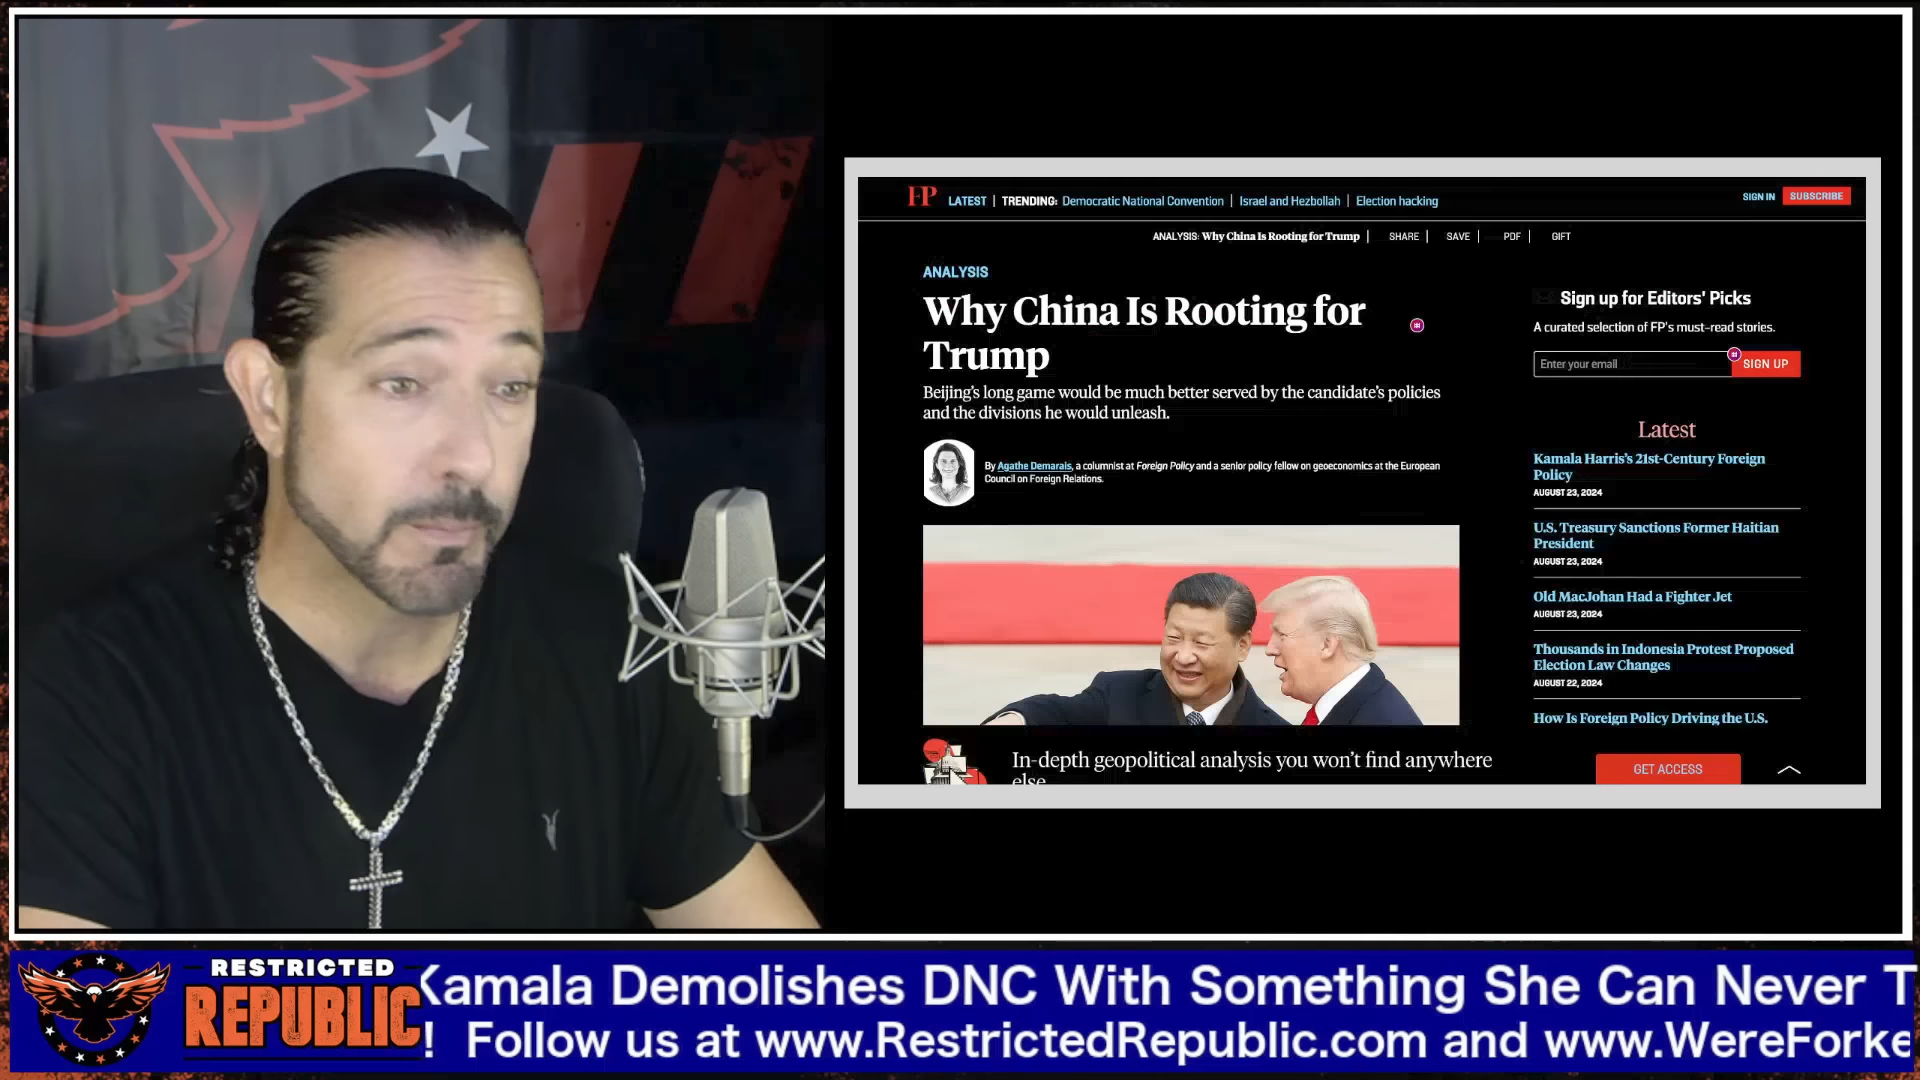 FP LATEST | TRENDING: Democratic National Convention | Israel and Hezbollah | Election hacking
SIGN IN SUBSCRIBE
ANALYSIS: Why China Is Rooting for Trump | SHARE | SAVE | PDF | GIFT
ANALYSIS
Why China Is Rooting for
Trump
Beijing's long game would be much better served by the candidate's policies
and the divisions he would unleash.
By Agathe Demarais, a columnist at Foreign Policy and a senior policy fellow on geoeconomics at the European
Council on Foreign Relations.
In-depth geopolitical analysis you won't find anywhere
else
Sign up for Editors' Picks
A curated selection of FP's must-read stories.
Enter your email SIGN UP
Latest
Kamala Harris's 21st-Century Foreign
Policy
AUGUST 23, 2024
U.S. Treasury Sanctions Former Haitian
President
AUGUST 23, 2024
Old MacJohan Had a Fighter Jet
AUGUST 23, 2024
Thousands in Indonesia Protest Proposed
Election Law Changes
AUGUST 22, 2024
How Is Foreign Policy Driving the U.S.
GET ACCESS
RESTRICTED
REPUBLIC
Kamala Demolishes DNC With Something She Can Never T
! Follow us at www.RestrictedRepublic.com and www.WereForke